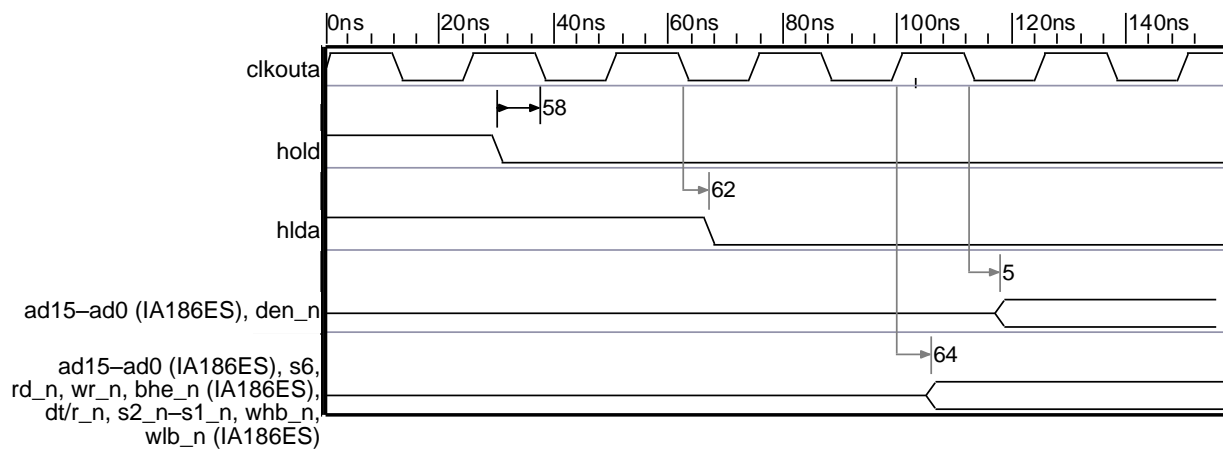 0ns 20ns 40ns 60ns 80ns 100ns 120ns 140ns
clkouta
58
hold
62
hlda
5
ad15–ad0 (IA186ES), den_n
64
ad15–ad0 (IA186ES), s6,
rd_n, wr_n, bhe_n (IA186ES),
dt/r_n, s2_n–s1_n, whb_n,
wlb_n (IA186ES)